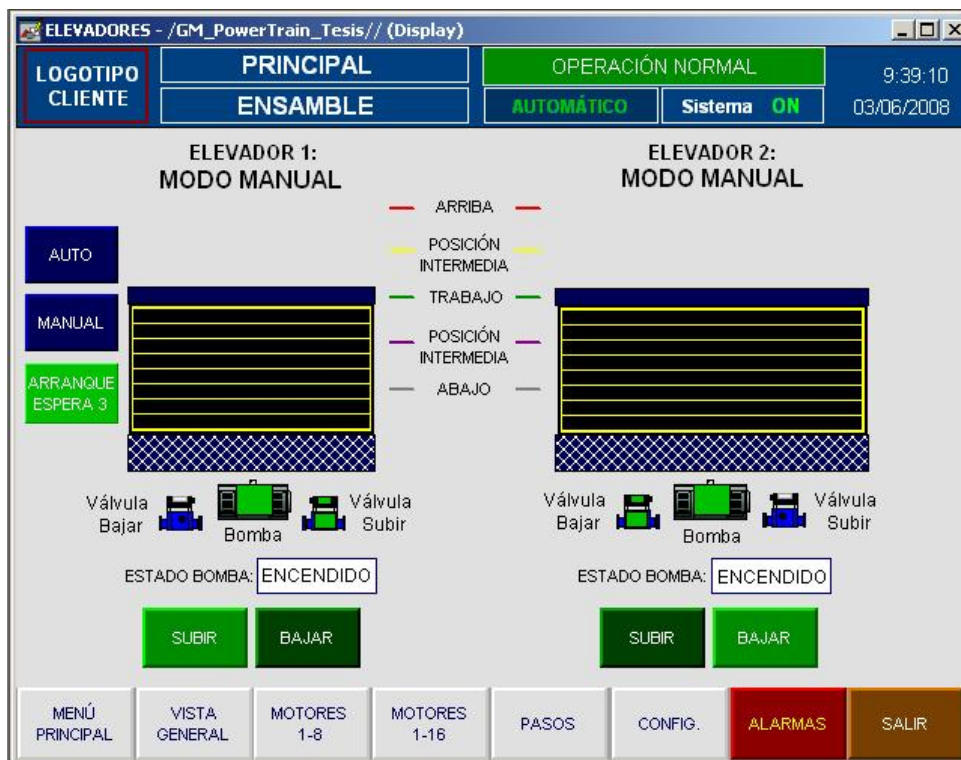 ELEVADORES - /GM_PowerTrain_Tesis// (Display)
LOGOTIPO
CLIENTE
PRINCIPAL
ENSAMBLE
OPERACIÓN NORMAL
AUTOMÁTICO
Sistema ON
9:39:10
03/06/2008
ELEVADOR 1:
MODO MANUAL
ELEVADOR 2:
MODO MANUAL
AUTO
MANUAL
ARRANQUE
ESPERA 3
ARRIBA
POSICIÓN
INTERMEDIA
TRABAJO
POSICIÓN
INTERMEDIA
ABAJO
Válvula
Bajar
Bomba
Válvula
Subir
Válvula
Bajar
Bomba
Válvula
Subir
ESTADO BOMBA: ENCENDIDO
ESTADO BOMBA: ENCENDIDO
SUBIR
BAJAR
SUBIR
BAJAR
MENÚ
PRINCIPAL
VISTA
GENERAL
MOTORES
1-8
MOTORES
1-16
PASOS
CONFIG.
ALARMAS
SALIR